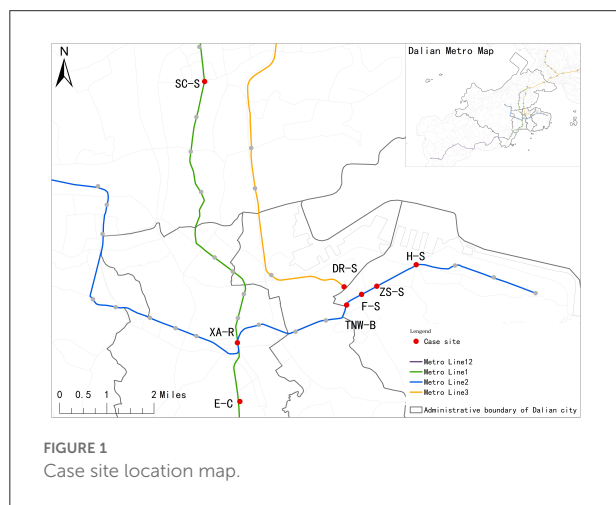 N
Dalian Metro Map
SC-S
DR-S
H-S
ZS-S
F-S
TNW-B
XA-R
E-C
0 0.5 1 2 Miles
Lengend
Case site
Metro Line12
Metro Line1
Metro Line2
Metro Line3
Administrative boundary of Dalian city
FIGURE 1
Case site location map.